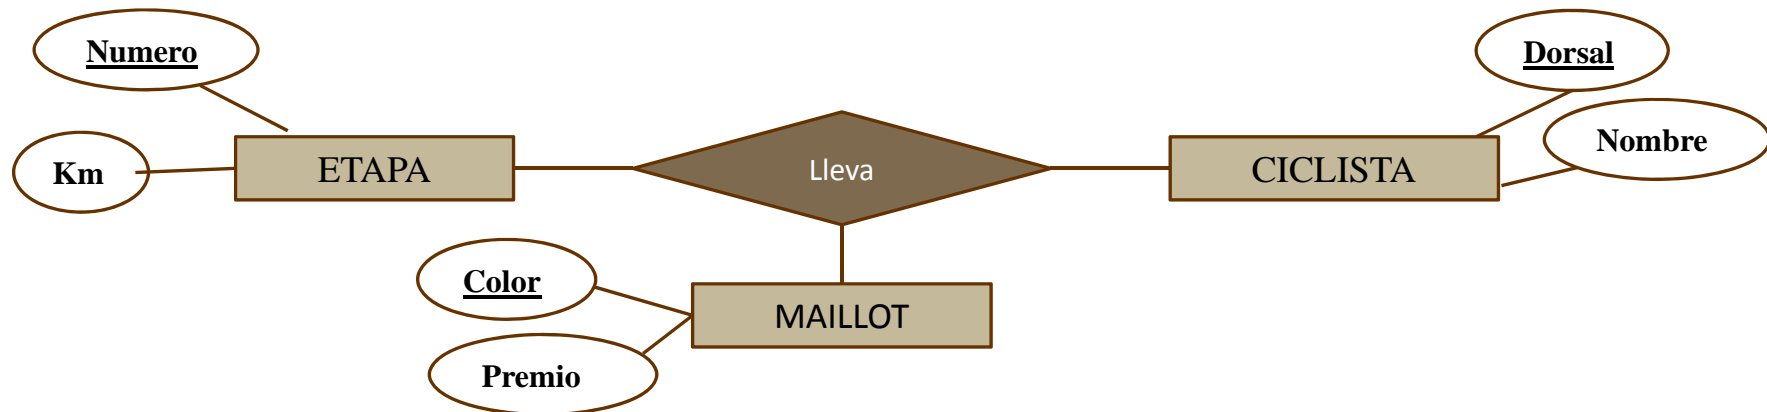 Numero
Dorsal
Km
ETAPA
Lleva
CICLISTA
Nombre
Color
MAILLOT
Premio